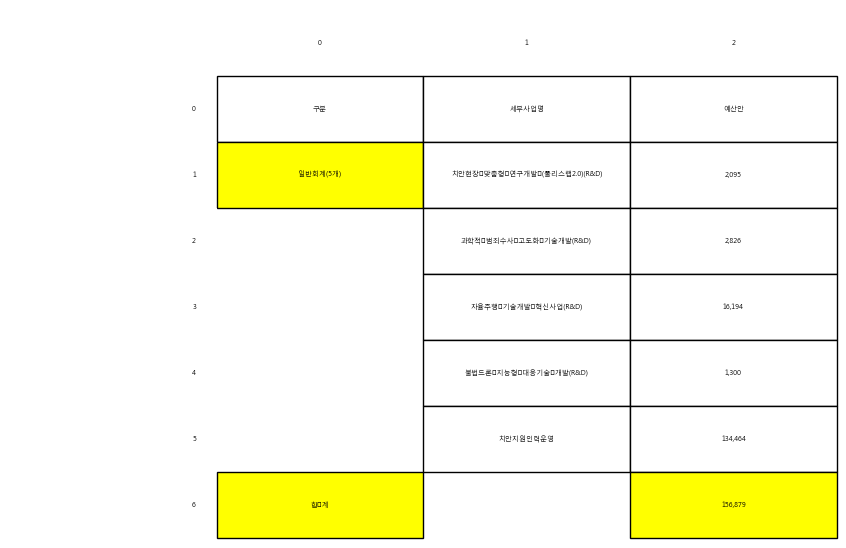 0 1 2
0 구분 세부사업명 예산안
1 일반회계(5개) 치안현장□맞춤형□연구개발□(폴리스랩2.0)(R&D) 2,095
2 과학적□범죄수사□고도화□기술개발(R&D) 2,826
3 자율주행□기술개발□혁신사업(R&D) 16,194
4 불법드론□지능형□대응기술□개발(R&D) 1,300
5 치안지원인력운영 134,464
6 합□계 156,879